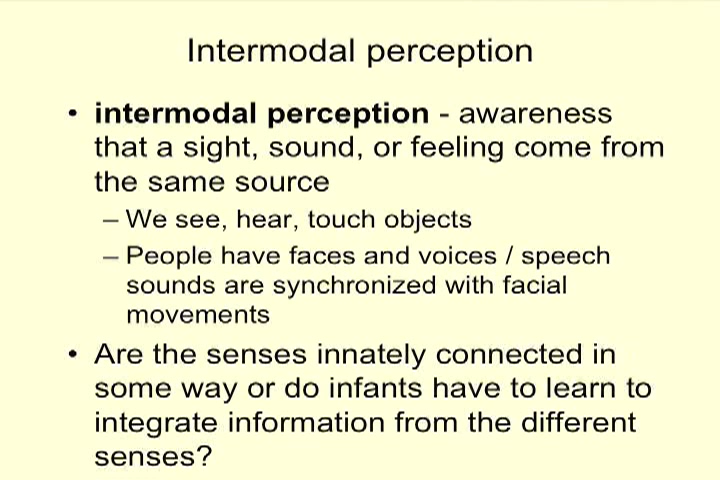 Intermodal perception
• intermodal perception - awareness
that a sight, sound, or feeling come from
the same source
– We see, hear, touch objects
– People have faces and voices / speech
sounds are synchronized with facial
movements
• Are the senses innately connected in
some way or do infants have to learn to
integrate information from the different
senses?